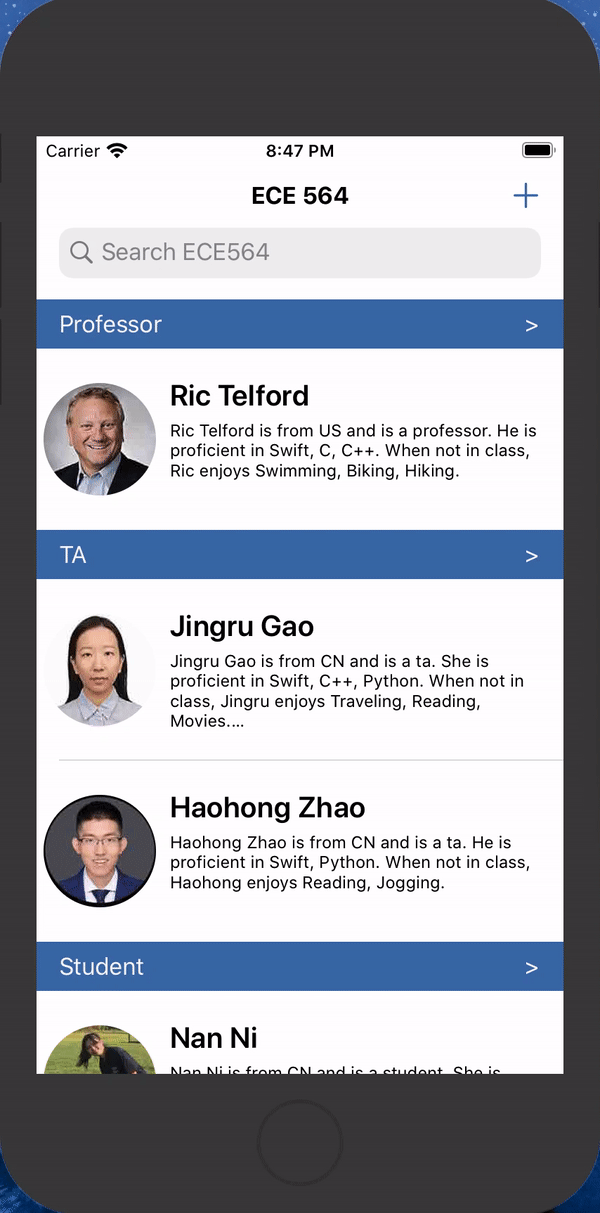 Carrier 8:47 PM
ECE 564 +
Search ECE564
Professor >
Ric Telford
Ric Telford is from US and is a professor. He is
proficient in Swift, C, C++. When not in class,
Ric enjoys Swimming, Biking, Hiking.
TA >
Jingru Gao
Jingru Gao is from CN and is a ta. She is
proficient in Swift, C++, Python. When not in
class, Jingru enjoys Traveling, Reading,
Movies....
Haohong Zhao
Haohong Zhao is from CN and is a ta. He is
proficient in Swift, Python. When not in class,
Haohong enjoys Reading, Jogging.
Student >
Nan Ni
Nan Ni is from CN and is a student. She is